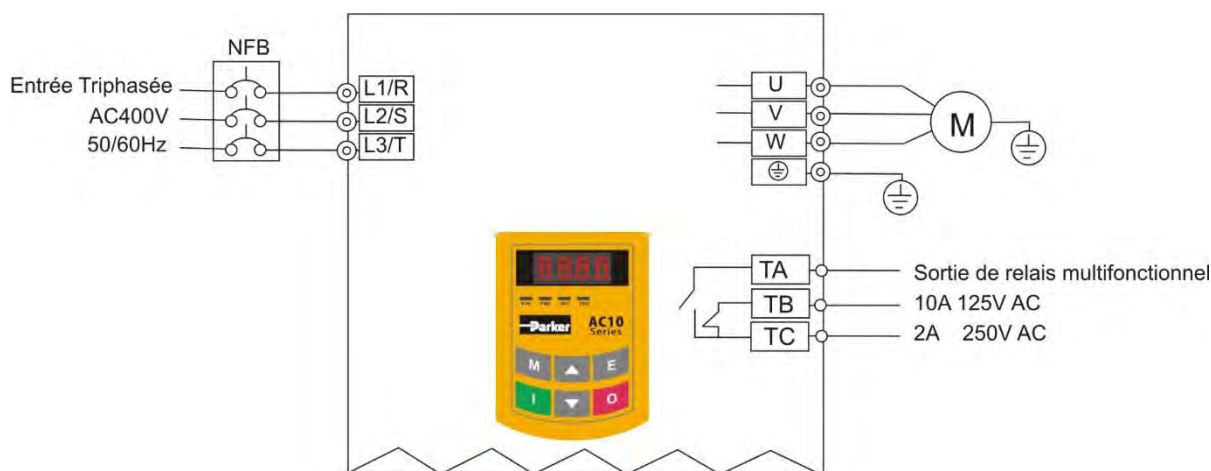 NFB
Entrée Triphasée
AC400V
50/60Hz
L1/R
L2/S
L3/T
U
V
W
M
TA
TB
TC
Sortie de relais multifonctionnel
10A 125V AC
2A 250V AC
Parker
AC10
Series
M
E
I
O